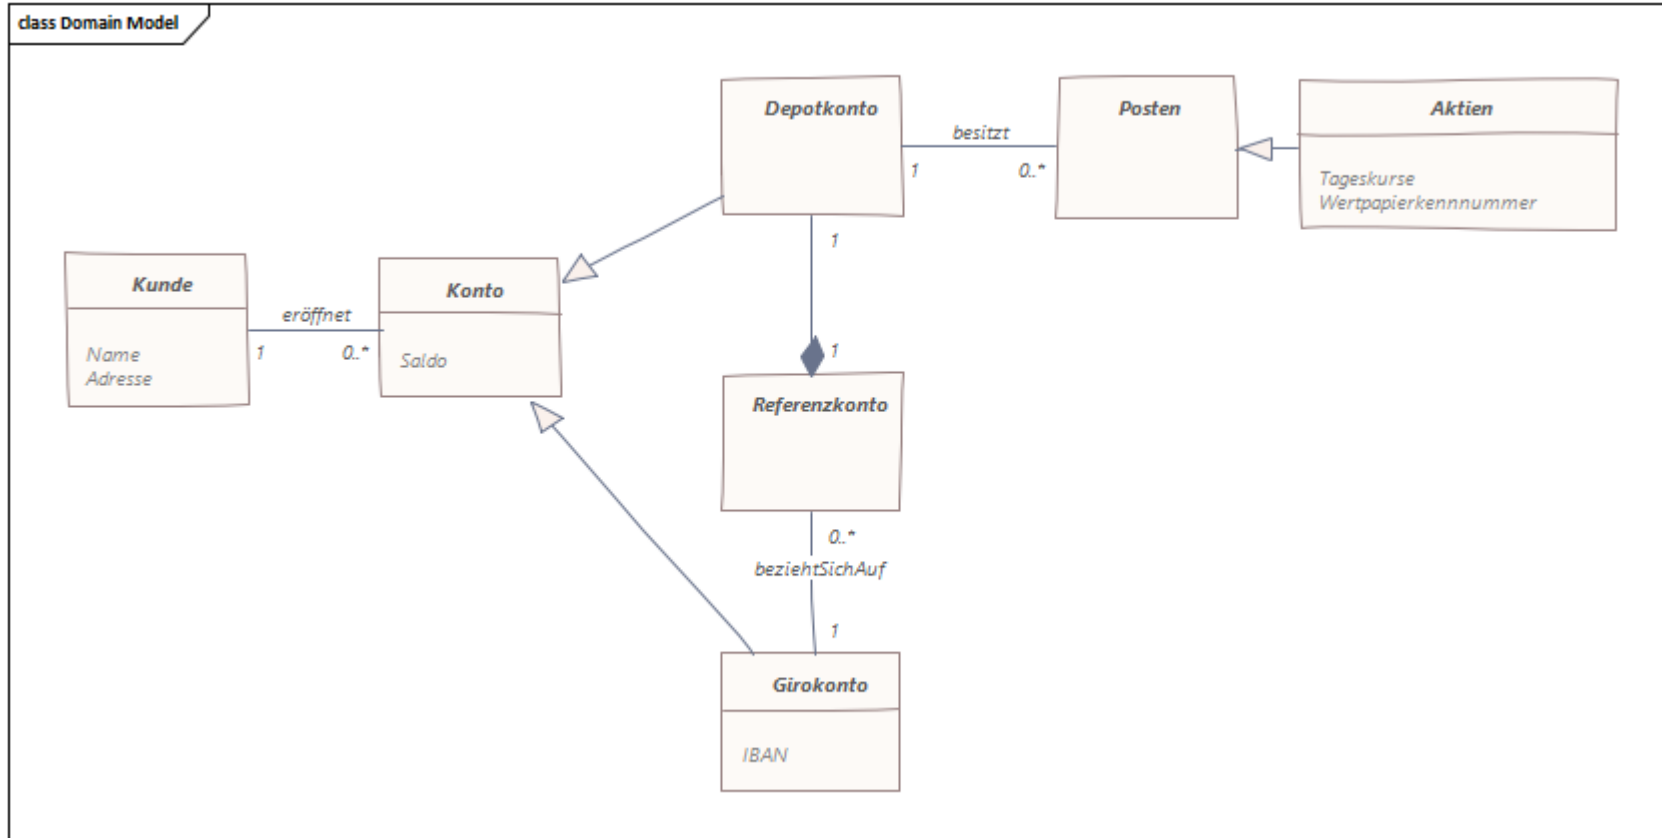 class Domain Model
Depotkonto
Posten
Aktien
besitzt
1
0..*
Tageskurse
Wertpapierkennnummer
1
Kunde
Konto
eröffnet
1
0..*
Name
Adresse
Saldo
1
Referenzkonto
0..*
beziehtSichAuf
1
Girokonto
IBAN